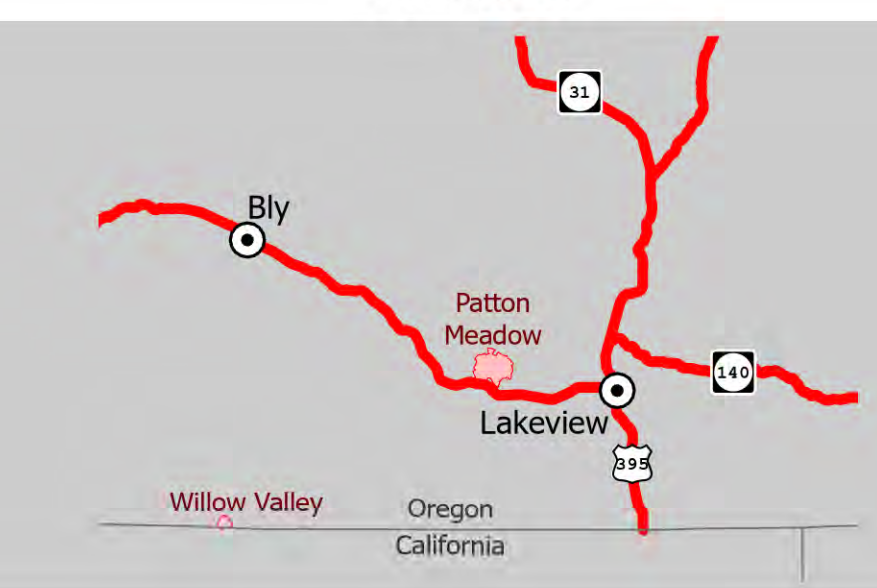 31
Bly
Patton
Meadow
140
Lakeview
395
Willow Valley
Oregon
California